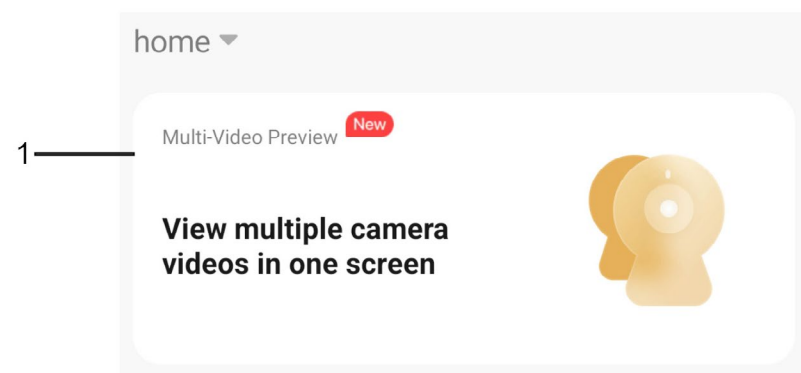 home
New
Multi-Video Preview
1
View multiple camera
videos in one screen